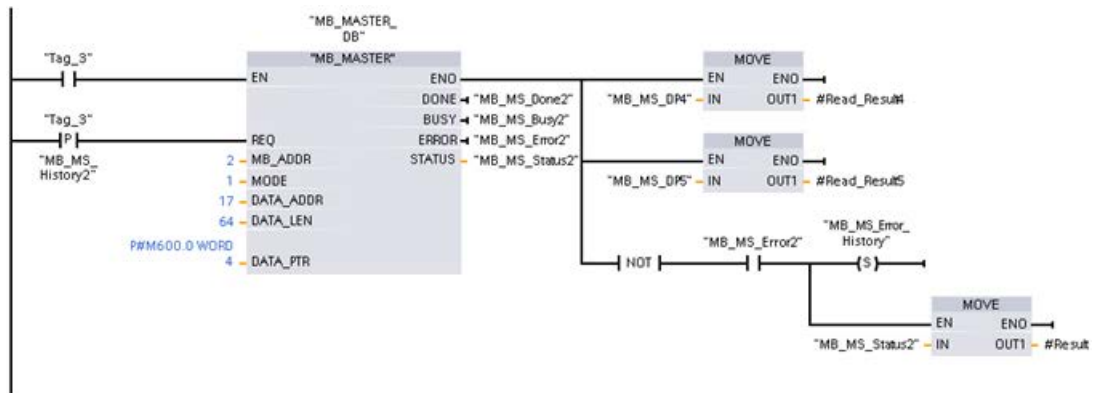 "MB_MASTER_
DB"
"Tag_3"
"MB_MASTER"
EN
ENO
DONE
"MB_MS_Done2"
BUSY
"MB_MS_Busy2"
"Tag_3"
P
REQ
ERROR
"MB_MS_Error2"
"MB_MS_
History2"
2
MB_ADDR
STATUS
"MB_MS_Status2"
1
MODE
17
DATA_ADDR
64
DATA_LEN
P#M600.0 WORD
4
DATA_PTR
MOVE
EN
ENO
"MB_MS_DP4"
IN
OUT1
#Read_Result4
MOVE
EN
ENO
"MB_MS_DP5"
IN
OUT1
#Read_Result5
NOT
"MB_MS_Error2"
"MB_MS_Error_
History"
S
MOVE
EN
ENO
"MB_MS_Status2"
IN
OUT1
#Result